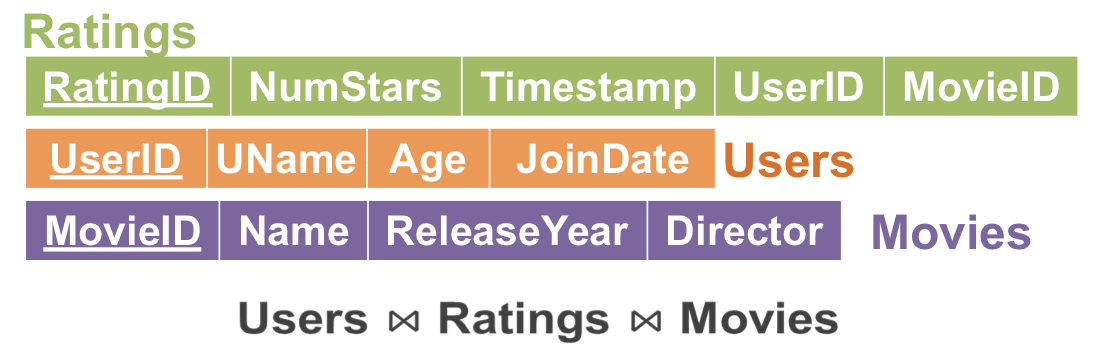 Ratings
RatingID NumStars Timestamp UserID MovieID
UserID UName Age JoinDate Users
MovieID Name ReleaseYear Director Movies
Users ⋈ Ratings ⋈ Movies